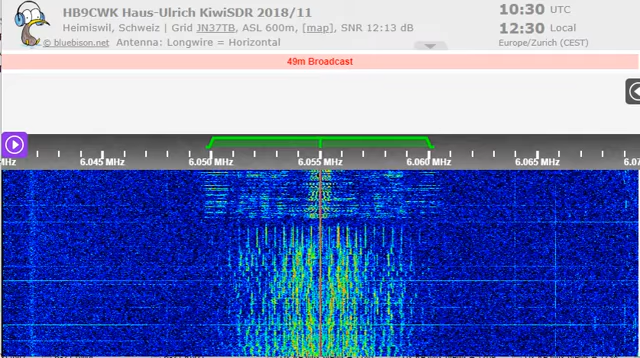 HB9CWK Haus-Ulrich KiwiSDR 2018/11
Heimiswil, Schweiz | Grid JN37TB, ASL 600m, [map], SNR 12:13 dB
© bluebison.net Antenna: Longwire = Horizontal
10:30 UTC
12:30 Local
Europe/Zurich (CEST)
49m Broadcast
MHz 6.045 MHz 6.050 MHz 6.055 MHz 6.060 MHz 6.065 MHz 6.07